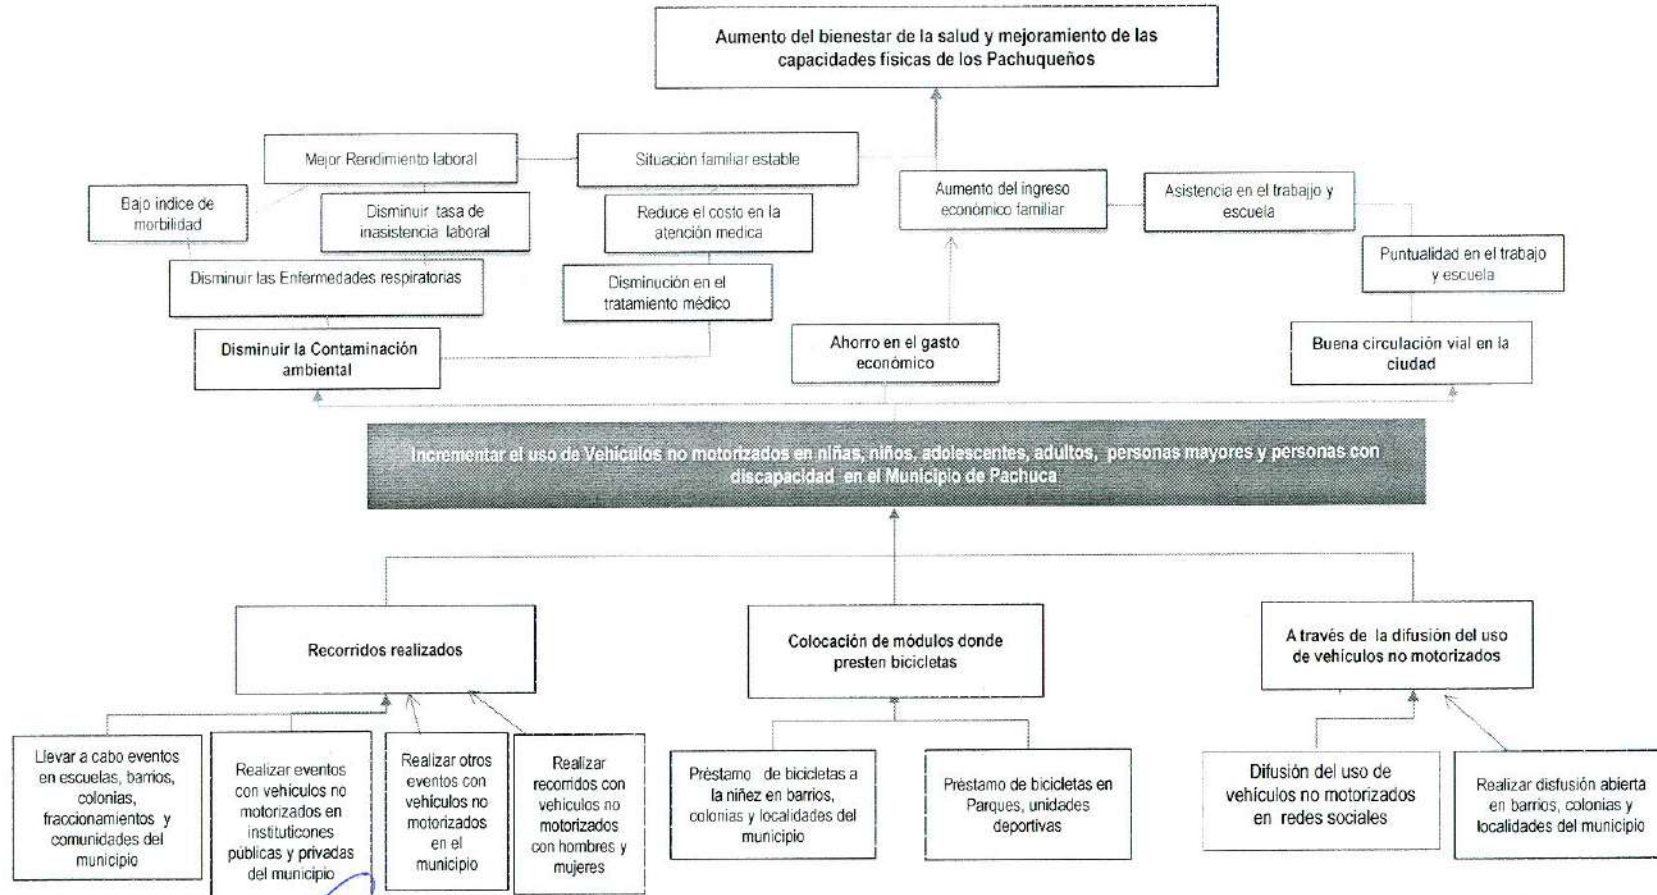 Aumento del bienestar de la salud y mejoramiento de las
capacidades físicas de los Pachuqueños
Mejor Rendimiento laboral
Situación familiar estable
Bajo índice de
morbilidad
Disminuir tasa de
inasistencia laboral
Reduce el costo en la
atención medica
Aumento del ingreso
económico familiar
Asistencia en el trabajjo y
escuela
Disminuir las Enfermedades respiratorias
Disminución en el
tratamiento médico
Puntualidad en el trabajo
y escuela
Disminuir la Contaminación
ambiental
Ahorro en el gasto
económico
Buena circulación vial en la
ciudad
Incrementar el uso de Vehículos no motorizados en niñas, niños, adolescentes, adultos, personas mayores y personas con
discapacidad en el Municipio de Pachuca
Recorridos realizados
Colocación de módulos donde
presten bicicletas
A través de la difusión del uso
de vehículos no motorizados
Llevar a cabo eventos
en escuelas, barrios,
colonias,
fraccionamientos y
comunidades del
municipio
Realizar eventos
con vehículos no
motorizados en
instituticones
públicas y privadas
del municipio
Realizar otros
eventos con
vehículos no
motorizados
en el
municipio
Realizar
recorridos con
vehículos no
motorizados
con hombres y
mujeres
Préstamo de bicicletas a
la niñez en barrios,
colonias y localidades del
municipio
Préstamo de bicicletas en
Parques, unidades
deportivas
Difusión del uso de
vehículos no motorizados
en redes sociales
Realizar disfusión abierta
en barrios, colonias y
localidades del municipio